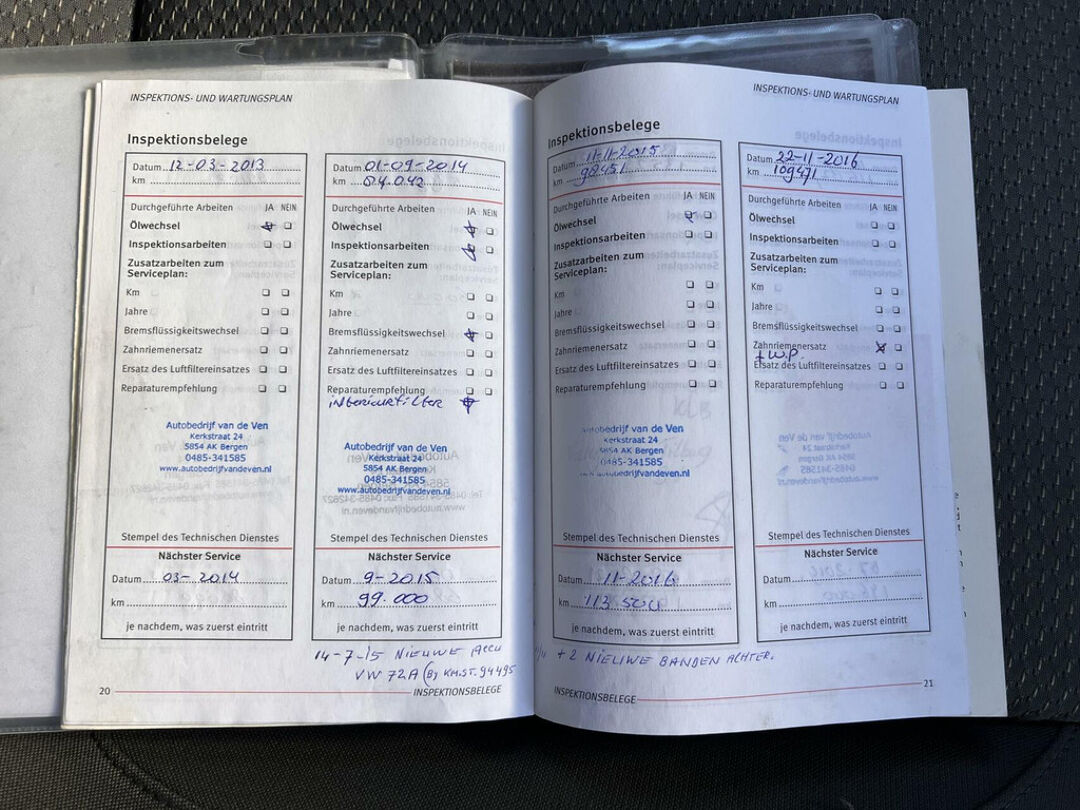 INSPEKTIONS- UND WARTUNGSPLAN
Inspektionsbelege
Datum 12-03-2013
km
Durchgeführte Arbeiten JA NEIN
Ölwechsel
Inspektionsarbeiten
Zusatzarbeiten zum
Serviceplan:
Km
Jahre
Bremsflüssigkeitswechsel
Zahnriemenersatz
Ersatz des Luftfiltereinsatzes
Reparaturempfehlung
Autobedrijf van de Ven
Kerkstraat 24
5854 AK Bergen
0485-341585
www.autobedrijfvandeven.nl
Stempel des Technischen Dienstes
Nächster Service
Datum 03-2014
km
je nachdem, was zuerst eintritt
Datum 01-09-2014
km 84.042
Durchgeführte Arbeiten JA NEIN
Ölwechsel
Inspektionsarbeiten
Zusatzarbeiten zum
Serviceplan:
Km
Jahre
Bremsflüssigkeitswechsel
Zahnriemenersatz
Ersatz des Luftfiltereinsatzes
Reparaturempfehlung
interieurfilter
Autobedrijf van de Ven
Kerkstraat 24
5854 AK Bergen
0485-341585
www.autobedrijfvandeven.nl
Stempel des Technischen Dienstes
Nächster Service
Datum 9-2015
km 99.000
je nachdem, was zuerst eintritt
14-7-15 NIEUWE ACCU
VW 72A (By KM.ST. 94495
20 INSPEKTIONSBELEGE
INSPEKTIONS- UND WARTUNGSPLAN
Inspektionsbelege
Datum 11-11-2015
km 98451
Durchgeführte Arbeiten JA NEIN
Ölwechsel
Inspektionsarbeiten
Zusatzarbeiten zum
Serviceplan:
Km
Jahre
Bremsflüssigkeitswechsel
Zahnriemenersatz
Ersatz des Luftfiltereinsatzes
Reparaturempfehlung
Autobedrijf van de Ven
Kerkstraat 24
5854 AK Bergen
0485-341585
www.autobedrijfvandeven.nl
Stempel des Technischen Dienstes
Nächster Service
Datum 11-2016
km 113.500
je nachdem, was zuerst eintritt
Datum 22-11-2016
km 109471
Durchgeführte Arbeiten JA NEIN
Ölwechsel
Inspektionsarbeiten
Zusatzarbeiten zum
Serviceplan:
Km
Jahre
Bremsflüssigkeitswechsel
Zahnriemenersatz
+ W.P.
Ersatz des Luftfiltereinsatzes
Reparaturempfehlung
Stempel des Technischen Dienstes
Nächster Service
Datum
km
je nachdem, was zuerst eintritt
+ 2 NIEUWE BANDEN ACHTER.
INSPEKTIONSBELEGE 21